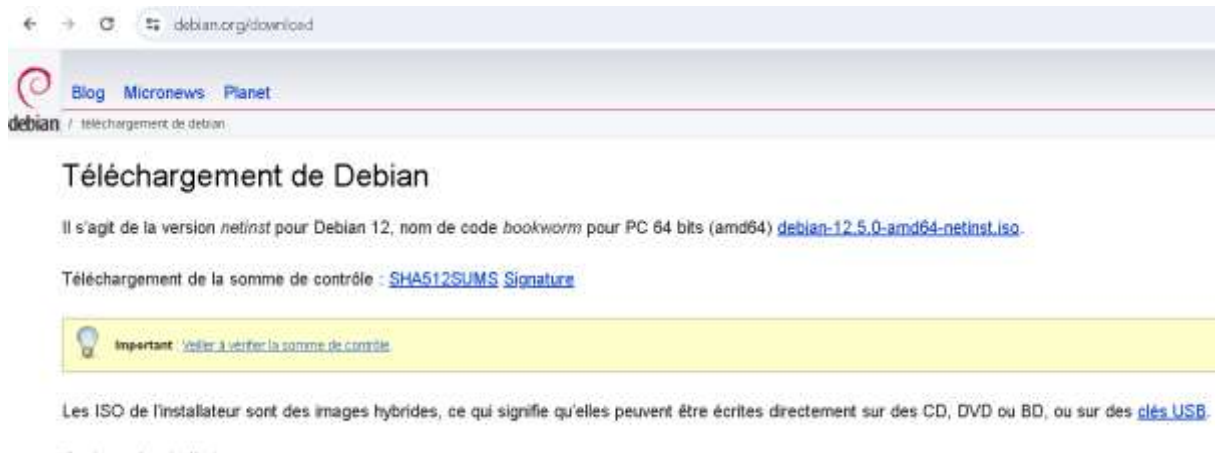 debian.org/download
Blog Micronews Planet
debian / téléchargement de debian
Téléchargement de Debian
Il s'agit de la version netinst pour Debian 12, nom de code bookworm pour PC 64 bits (amd64) debian-12.5.0-amd64-netinst.iso.
Téléchargement de la somme de contrôle : SHA512SUMS Signature
Important : Veiller à vérifier la somme de contrôle.
Les ISO de l'installateur sont des images hybrides, ce qui signifie qu'elles peuvent être écrites directement sur des CD, DVD ou BD, ou sur des clés USB.